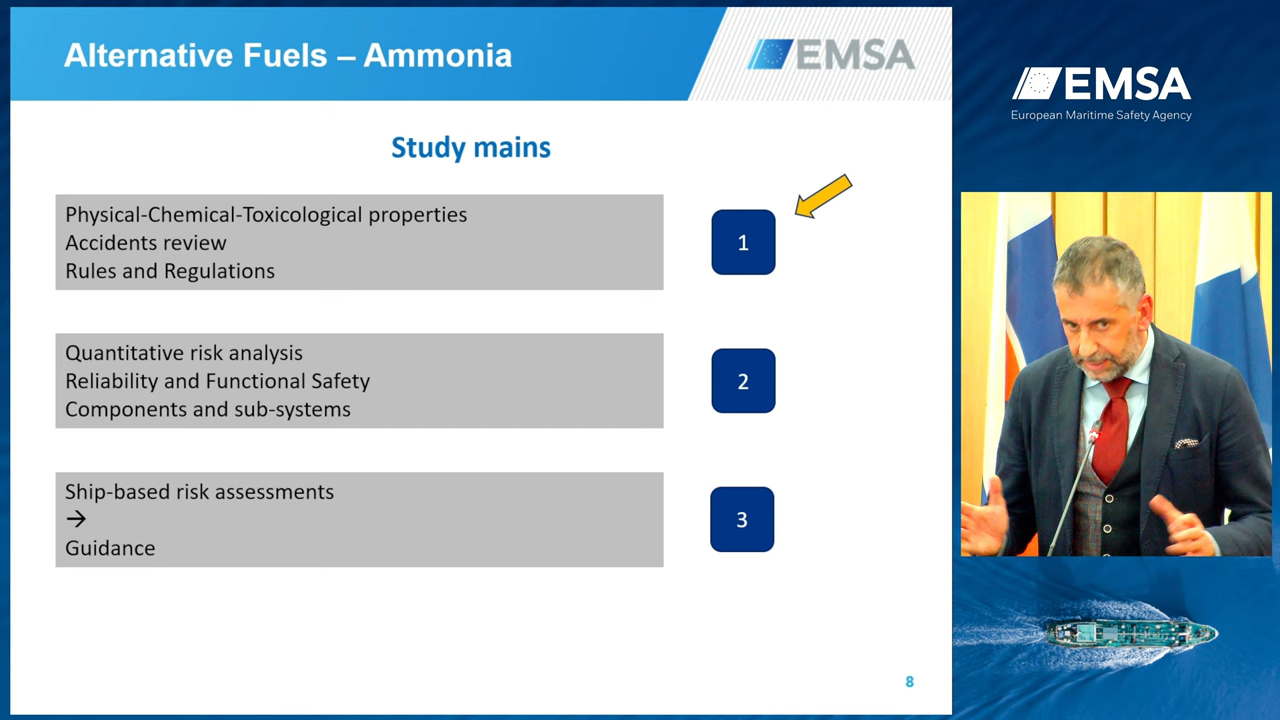 Alternative Fuels – Ammonia
EMSA
Study mains
Physical-Chemical-Toxicological properties
Accidents review
Rules and Regulations
1
Quantitative risk analysis
Reliability and Functional Safety
Components and sub-systems
2
Ship-based risk assessments
→
Guidance
3
8
EMSA
European Maritime Safety Agency